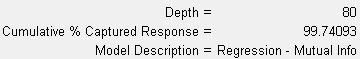 Depth = 80
Cumulative % Captured Response = 99.74093
Model Description = Regression - Mutual Info